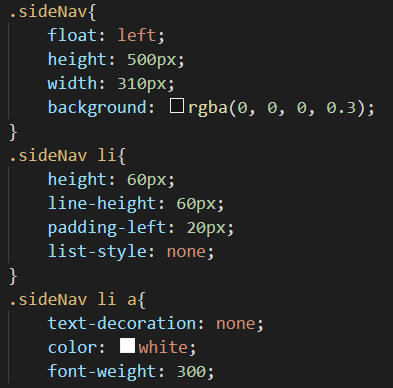 .sideNav{
    float: left;
    height: 500px;
    width: 310px;
    background: rgba(0, 0, 0, 0.3);
}
.sideNav li{
    height: 60px;
    line-height: 60px;
    padding-left: 20px;
    list-style: none;
}
.sideNav li a{
    text-decoration: none;
    color: white;
    font-weight: 300;